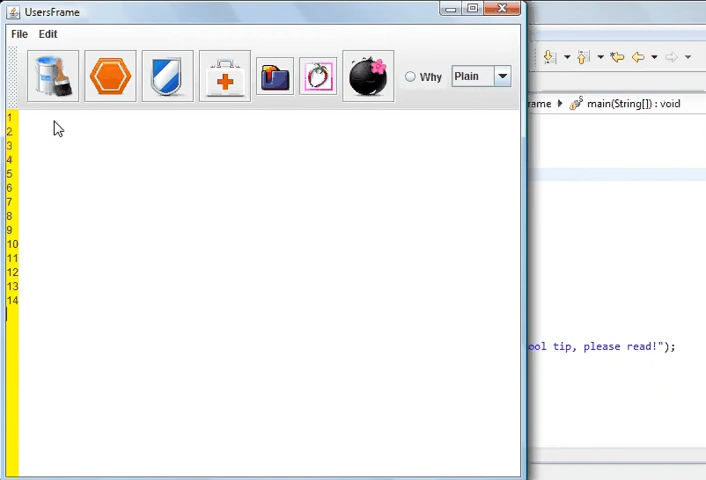 UsersFrame
File Edit
Why Plain
rame main(String[]) : void
1
2
3
4
5
6
7
8
9
10
11
12
13
14
ool tip, please read!");